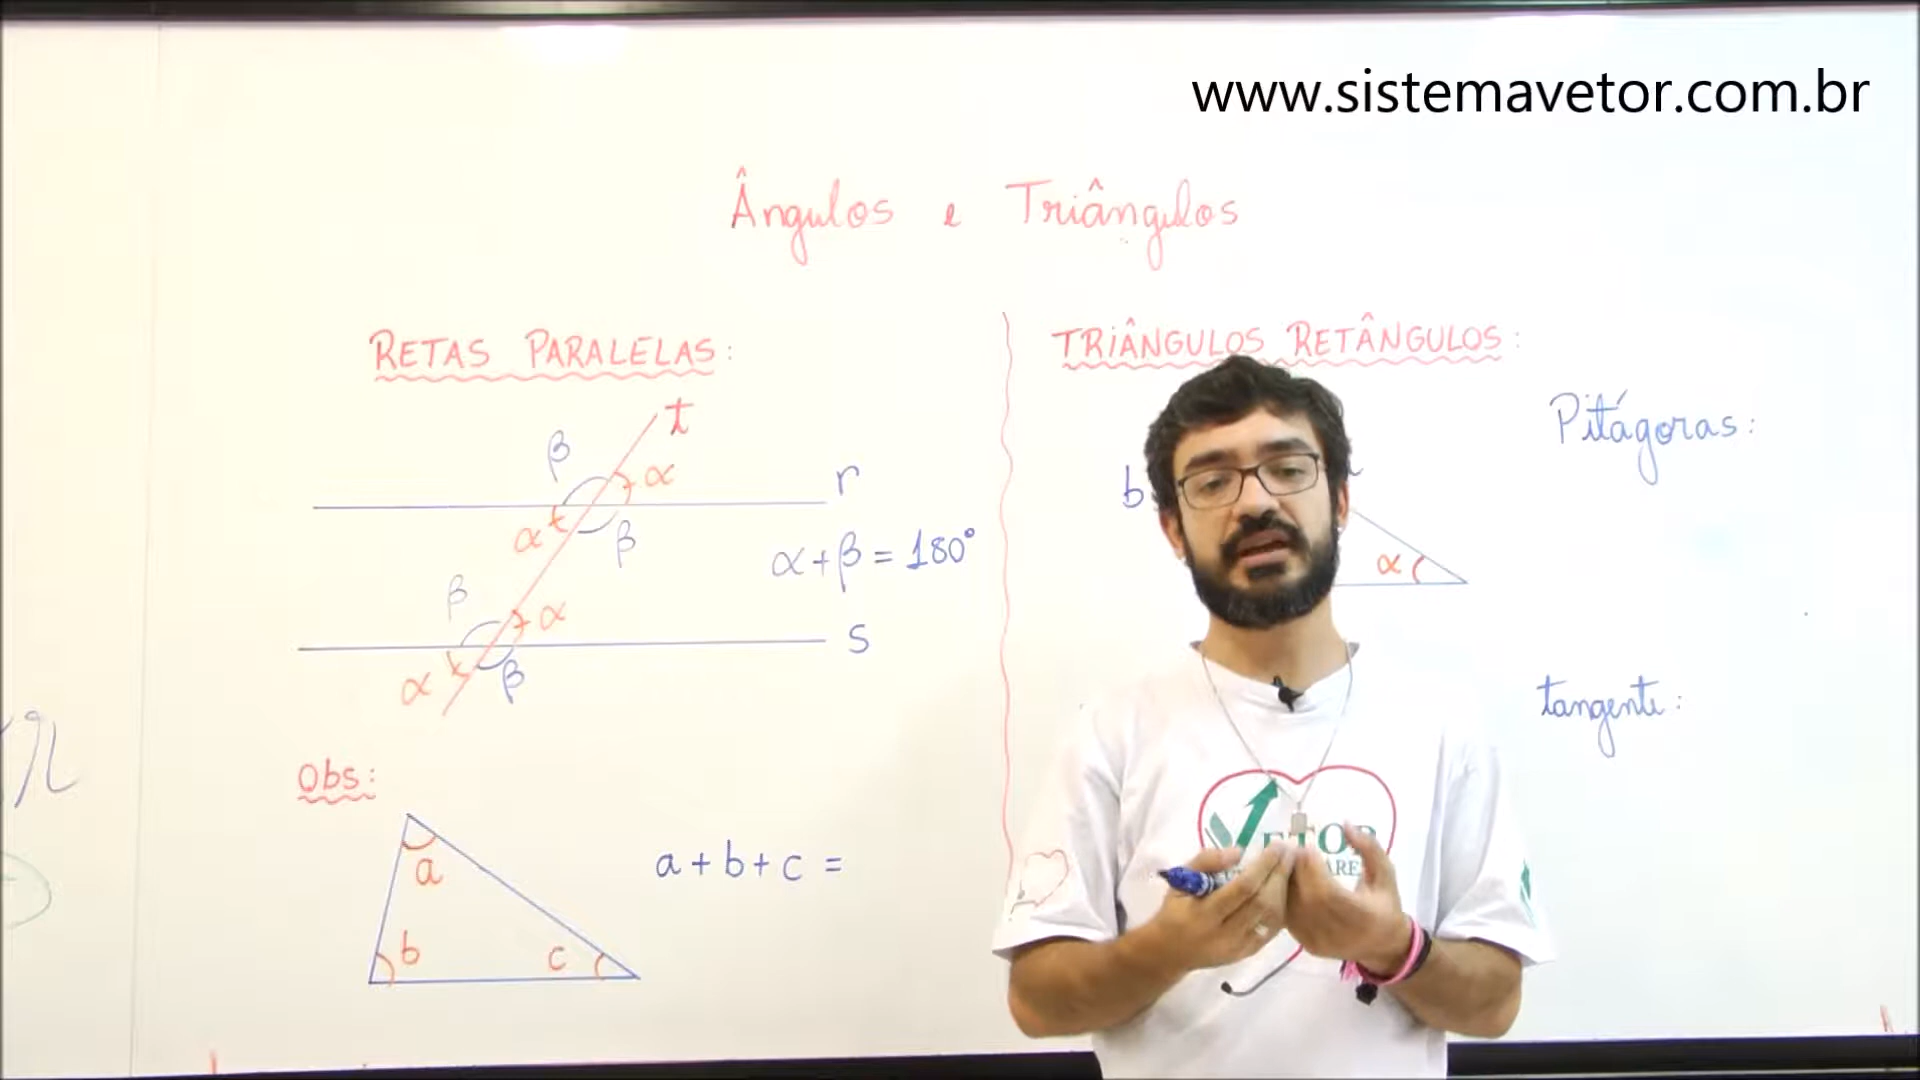 www.sistemavetor.com.br
Ângulos e Triângulos
RETAS PARALELAS:
t
β
α
r
α
β
α+β = 180°
β
α
s
α
β
Obs:
a
b
c
a + b + c =
TRIÂNGULOS RETÂNGULOS:
b
α
Pitágoras:
tangente: